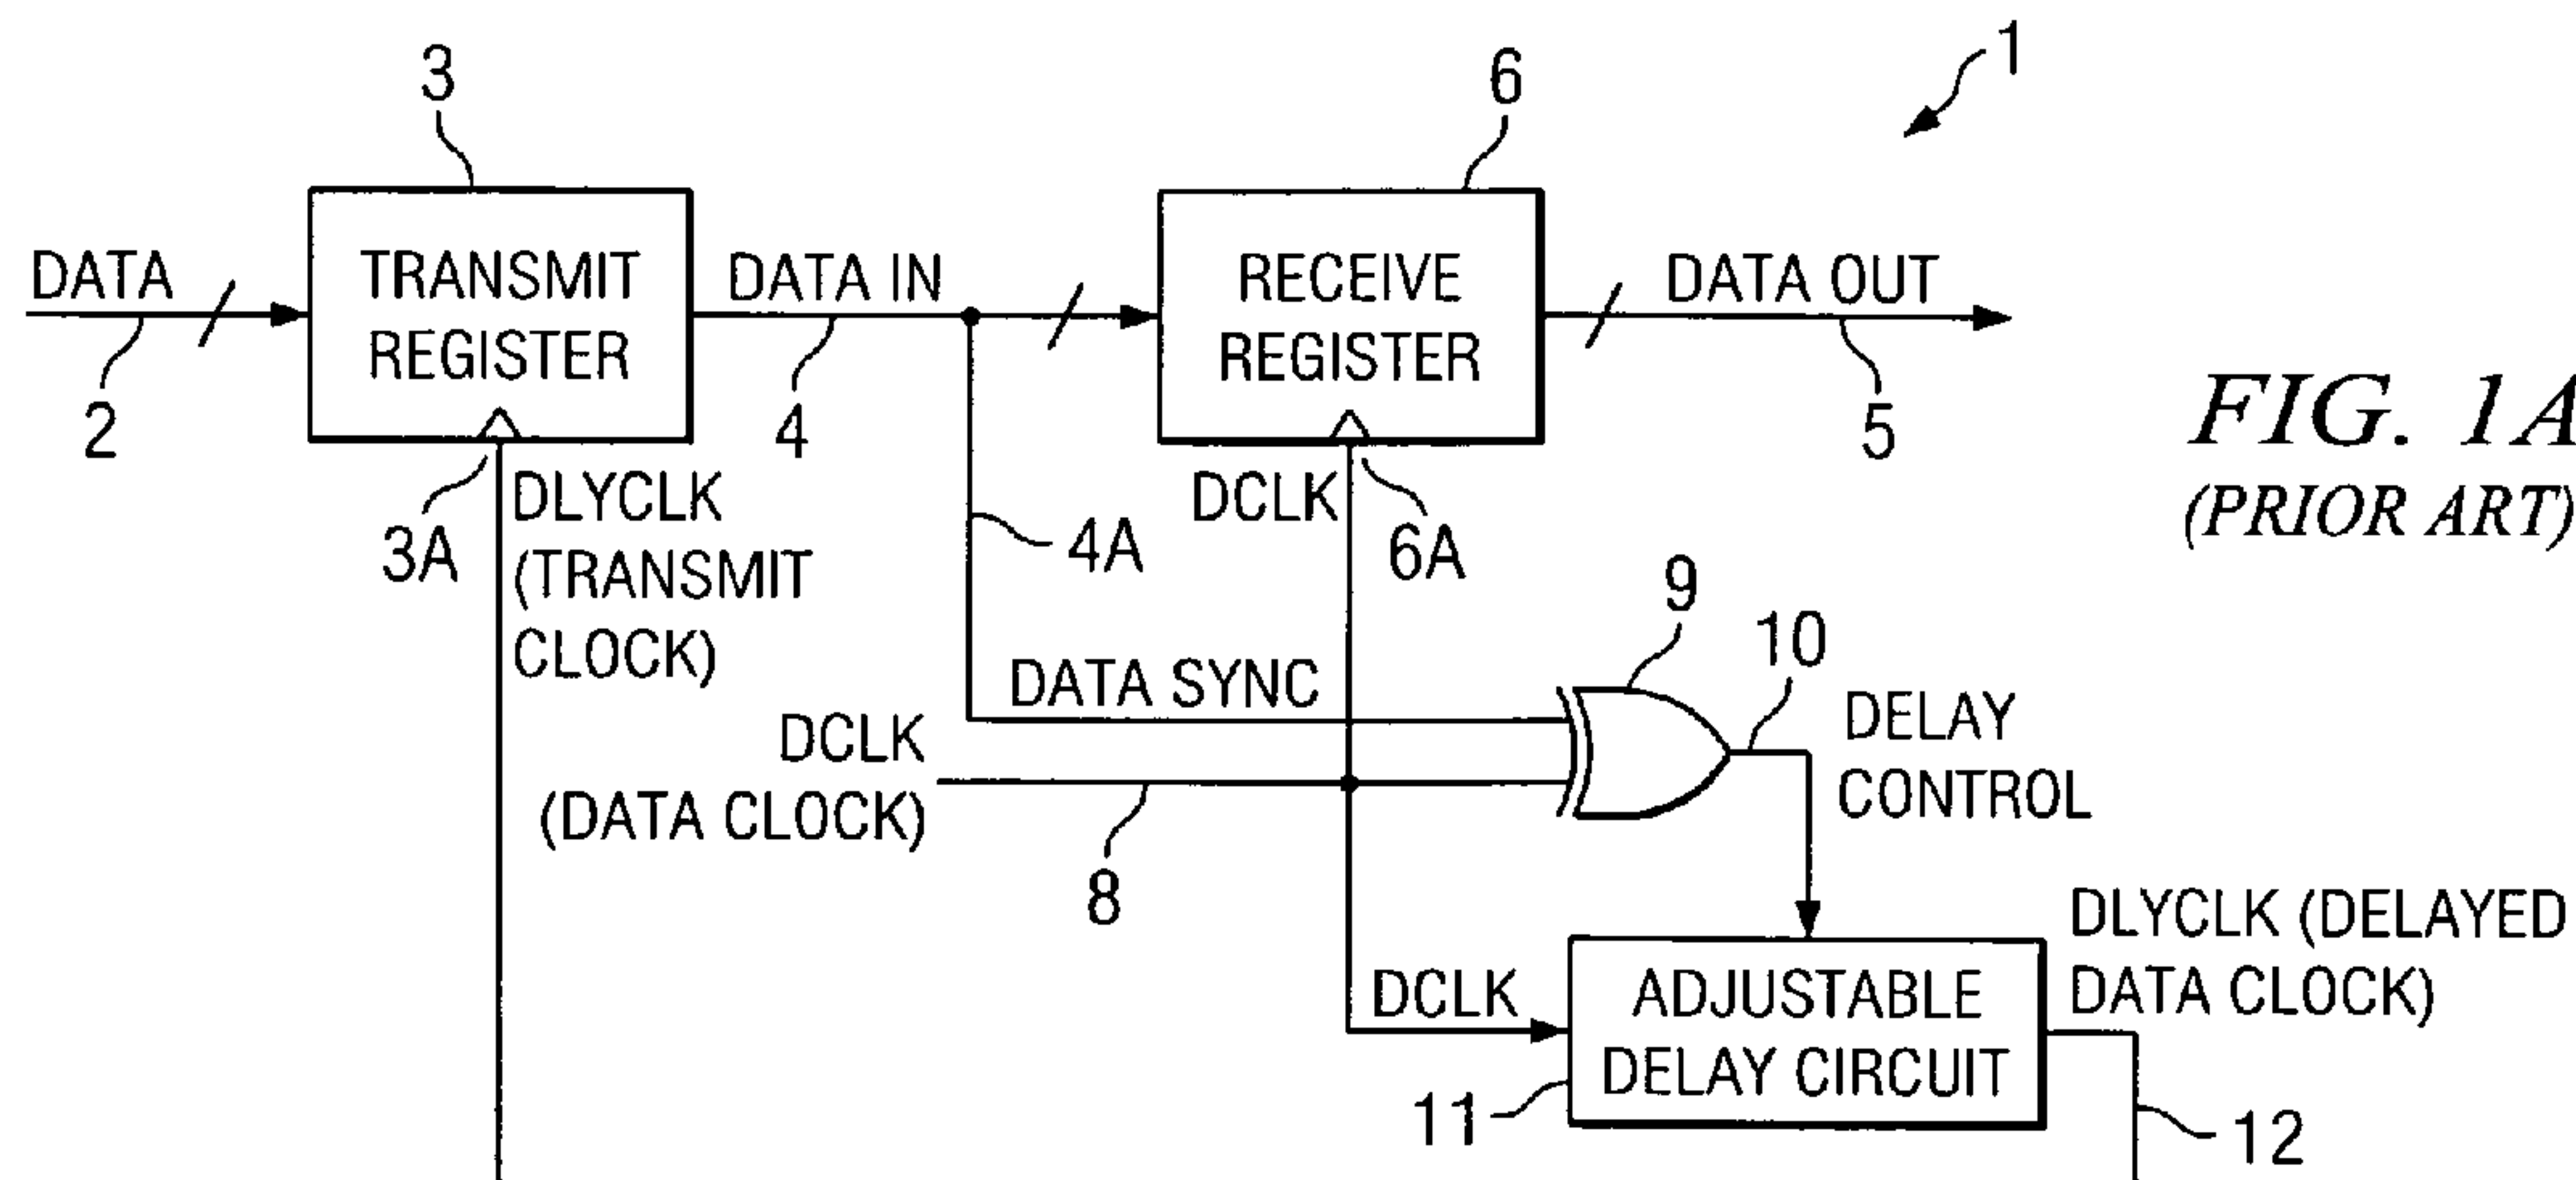 1
3
6
DATA
TRANSMIT
REGISTER
DATA IN
RECEIVE
REGISTER
DATA OUT
2
4
5
FIG. 1A
(PRIOR ART)
3A
DLYCLK
(TRANSMIT
CLOCK)
4A
DCLK
6A
9
10
DATA SYNC
DCLK
(DATA CLOCK)
8
DELAY
CONTROL
DCLK
ADJUSTABLE
DELAY CIRCUIT
11
DLYCLK (DELAYED
DATA CLOCK)
12